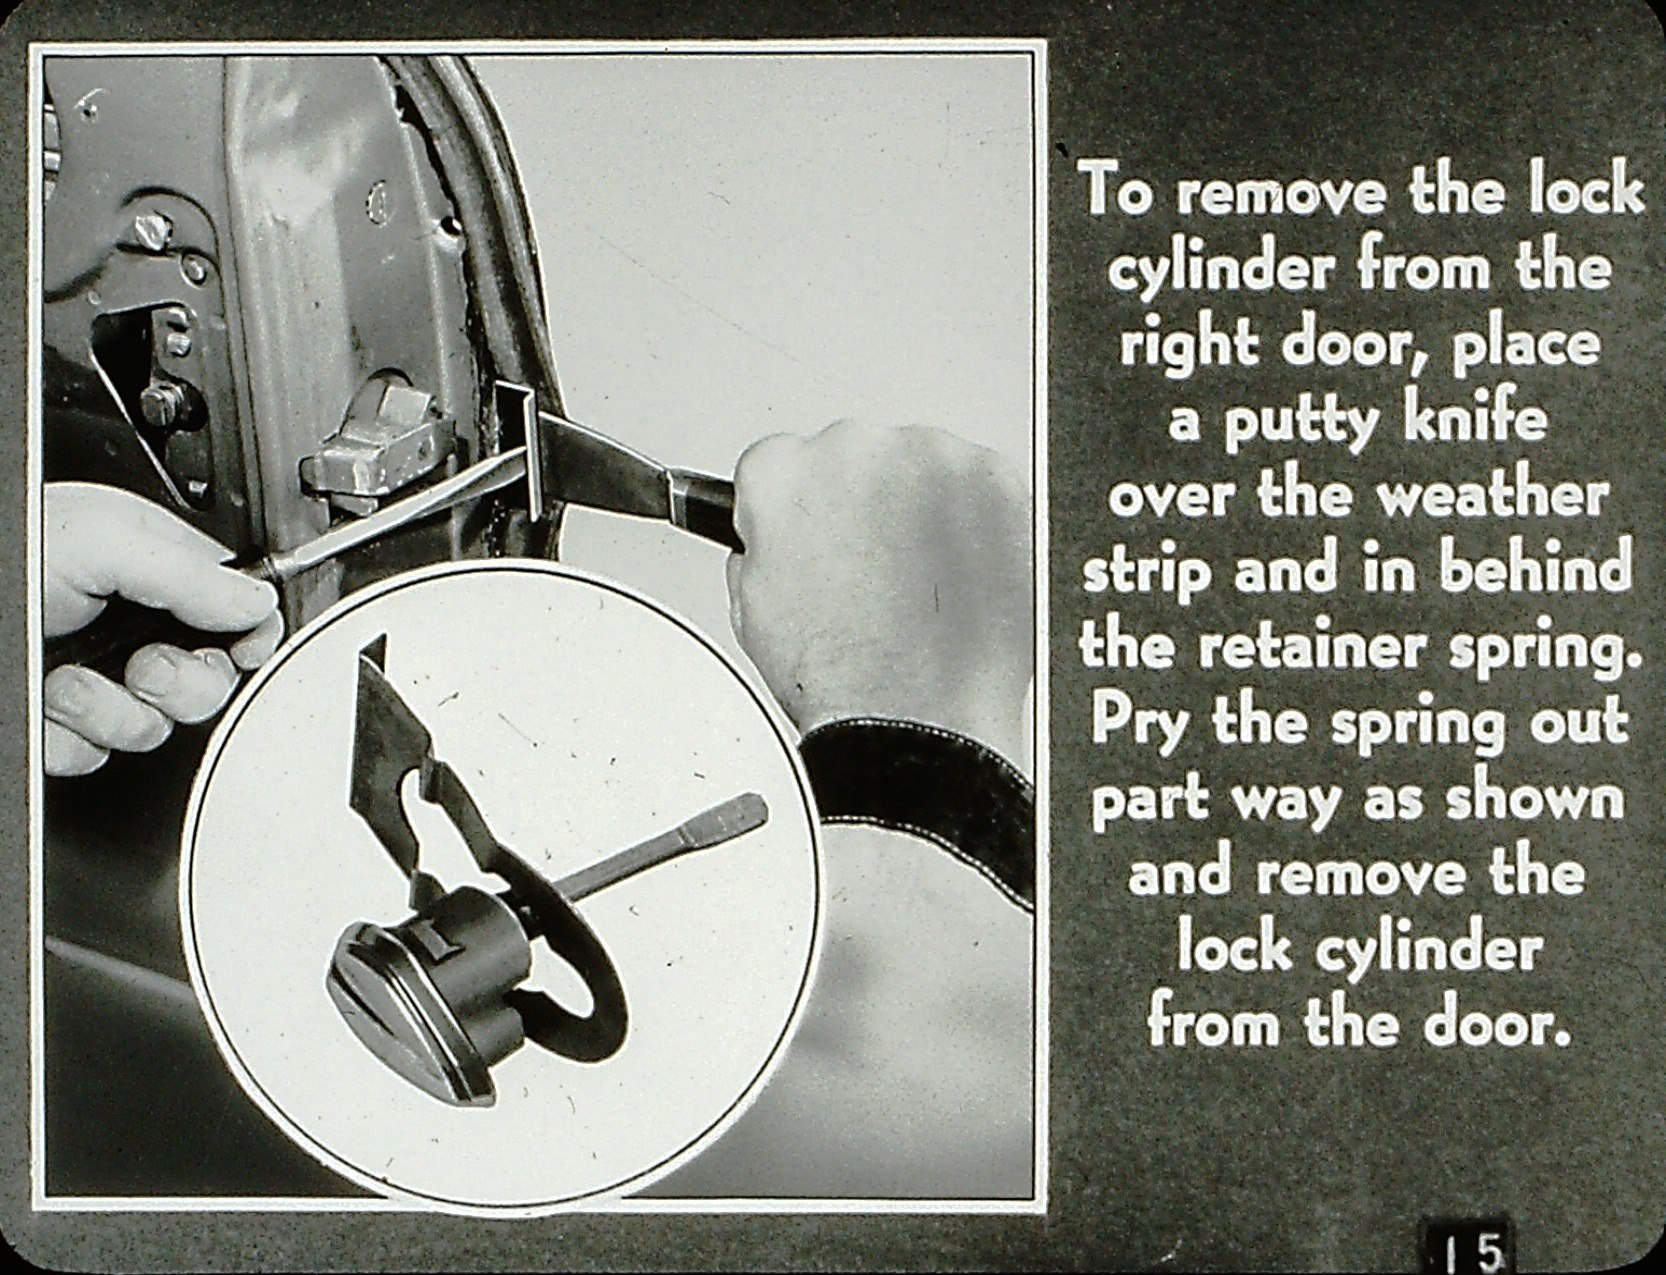 To remove the lock
cylinder from the
right door, place
a putty knife
over the weather
strip and in behind
the retainer spring.
Pry the spring out
part way as shown
and remove the
lock cylinder
from the door.
15